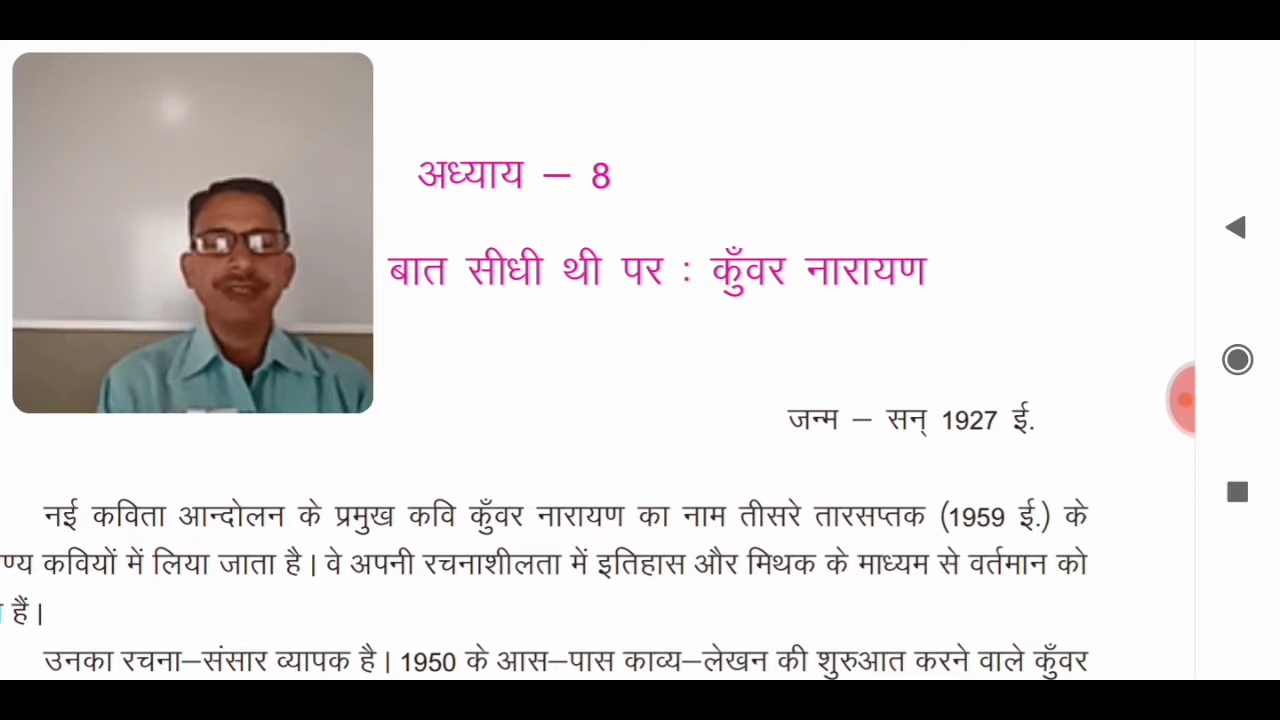 अध्याय – 8
बात सीधी थी पर : कुँवर नारायण
जन्म – सन् 1927 ई.
नई कविता आन्दोलन के प्रमुख कवि कुँवर नारायण का नाम तीसरे तारसप्तक (1959 ई.) के
कवियों में लिया जाता है। वे अपनी रचनाशीलता में इतिहास और मिथक के माध्यम से वर्तमान को
हैं।
उनका रचना–संसार व्यापक है। 1950 के आस–पास काव्य–लेखन की शुरुआत करने वाले कुँवर